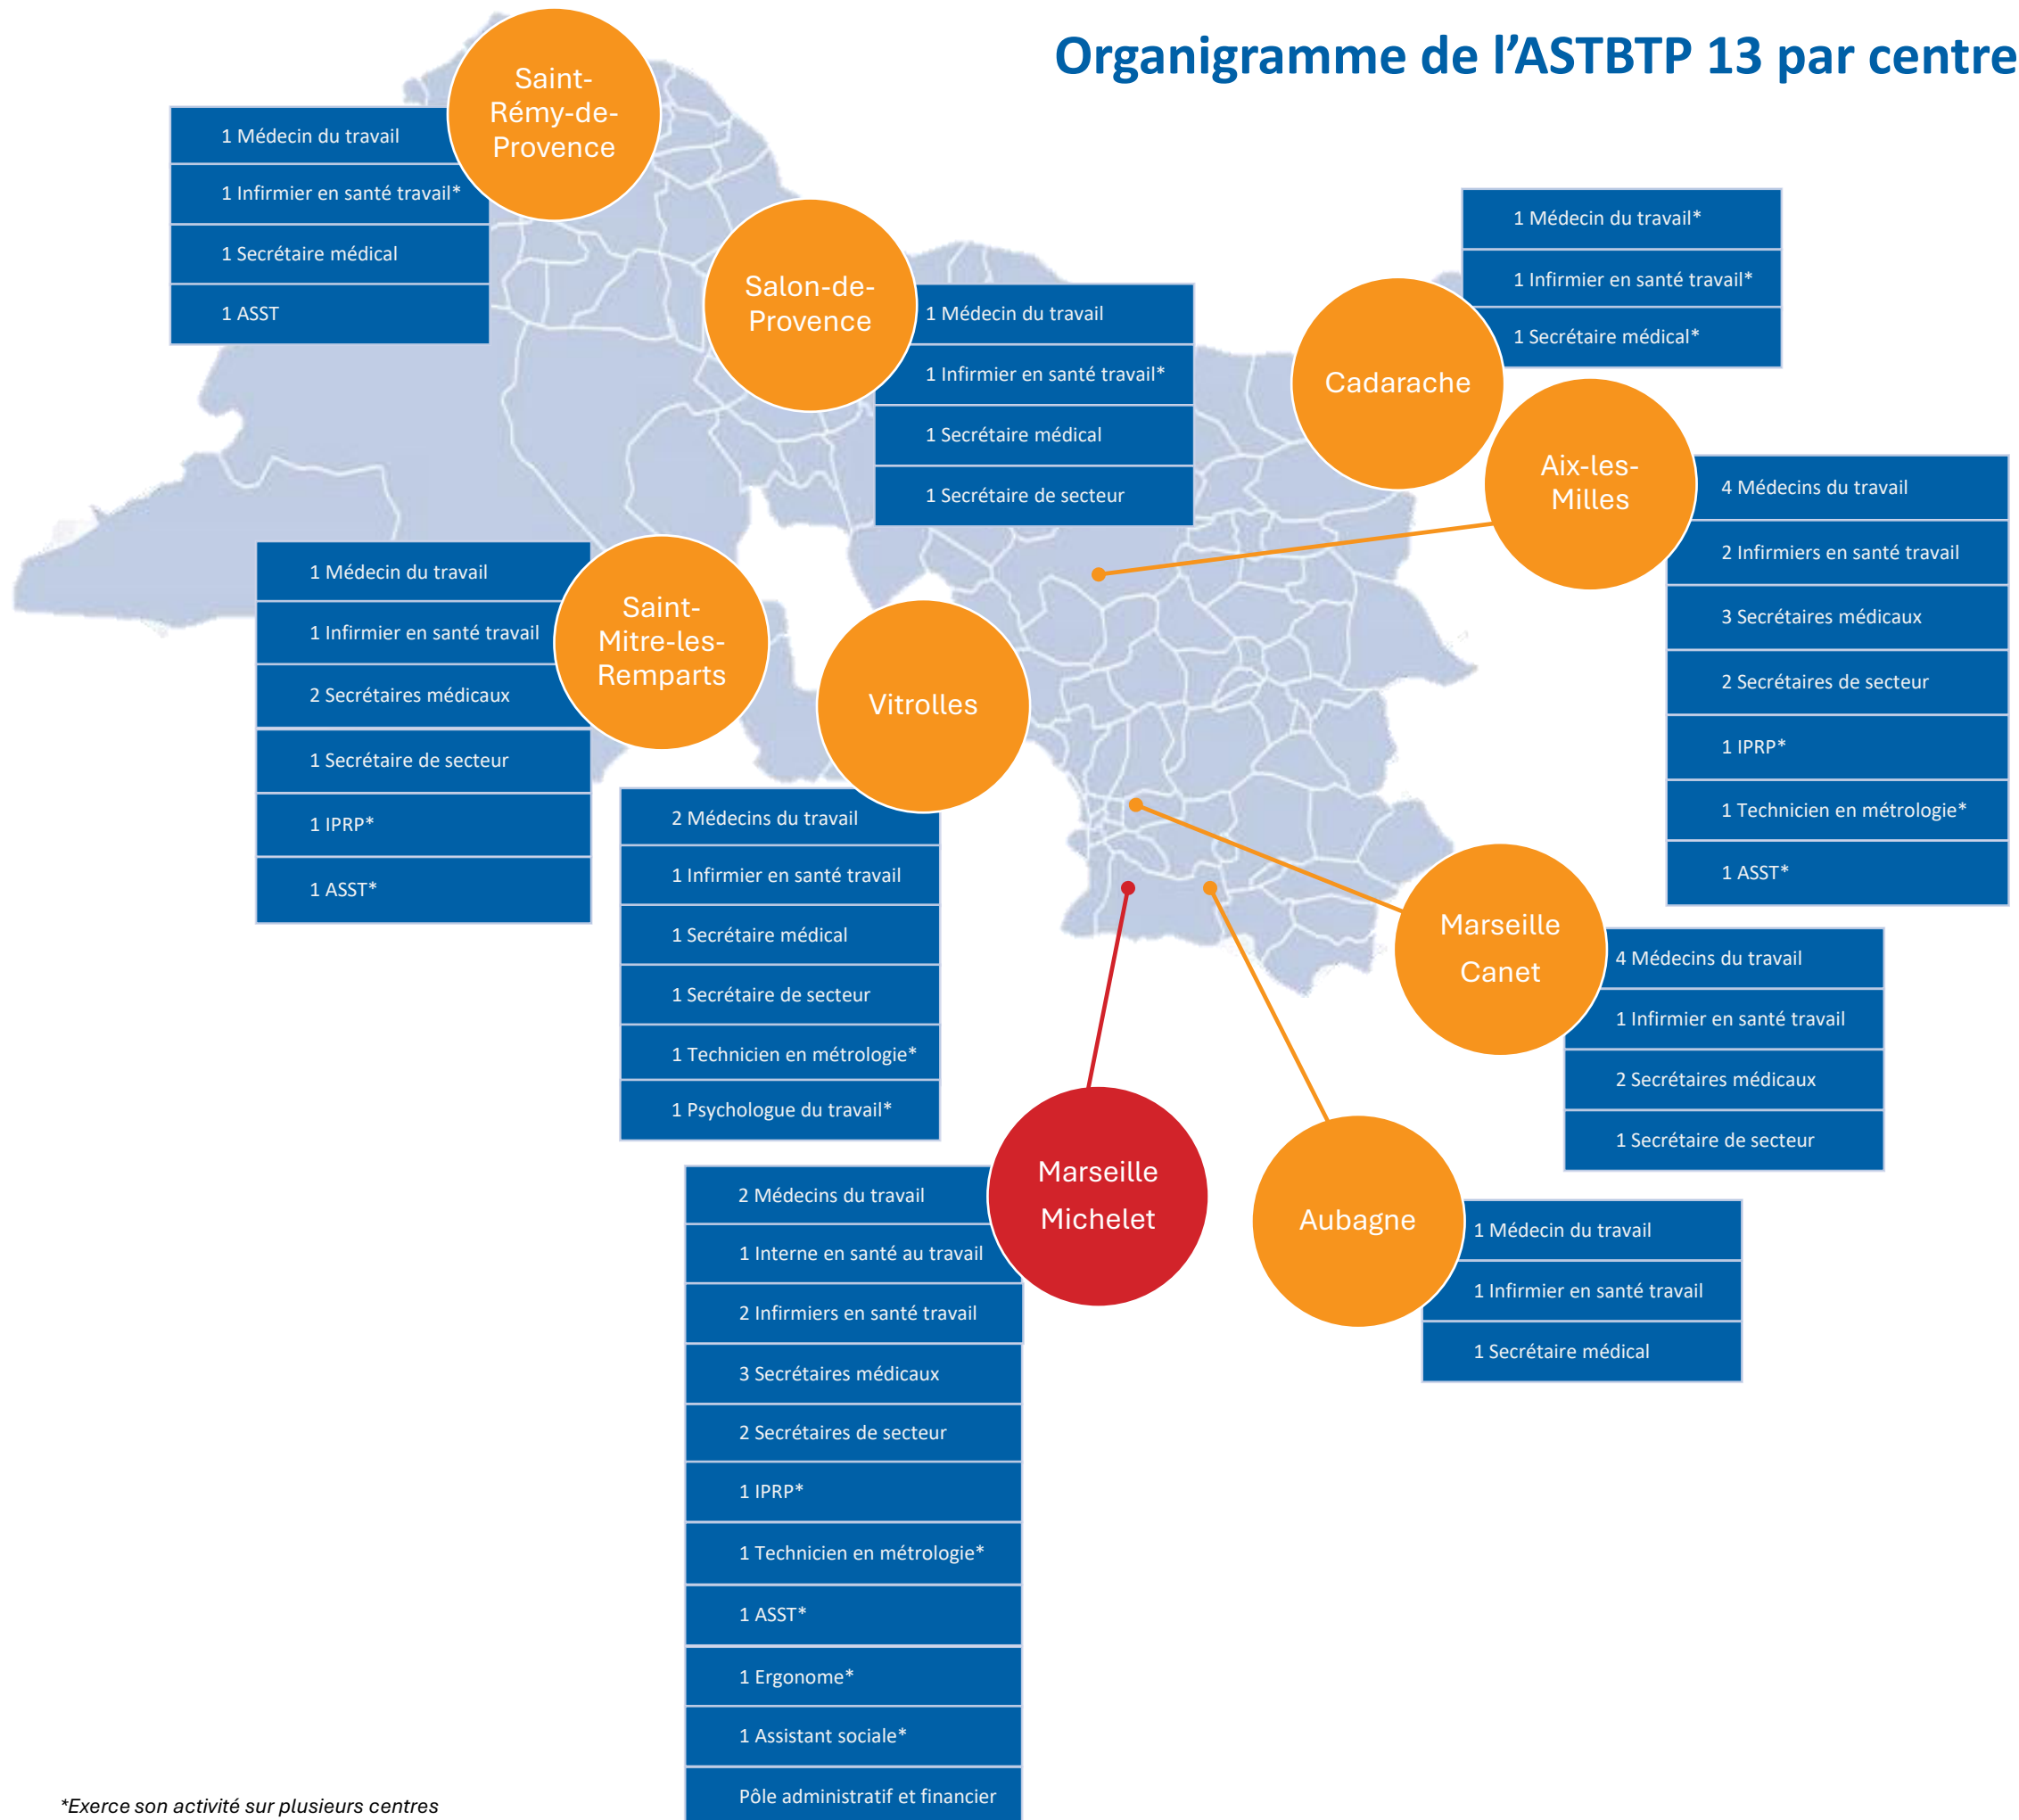 Organigramme de l'ASTBTP 13 par centre
Saint-
Rémy-de-
Provence
1 Médecin du travail
1 Infirmier en santé travail*
1 Secrétaire médical
1 ASST
Salon-de-
Provence
1 Médecin du travail
1 Infirmier en santé travail*
1 Secrétaire médical
1 Secrétaire de secteur
Cadarache
1 Médecin du travail*
1 Infirmier en santé travail*
1 Secrétaire médical*
Aix-les-
Milles
4 Médecins du travail
2 Infirmiers en santé travail
3 Secrétaires médicaux
2 Secrétaires de secteur
1 IPRP*
1 Technicien en métrologie*
1 ASST*
Saint-
Mitre-les-
Remparts
1 Médecin du travail
1 Infirmier en santé travail
2 Secrétaires médicaux
1 Secrétaire de secteur
1 IPRP*
1 ASST*
Vitrolles
2 Médecins du travail
1 Infirmier en santé travail
1 Secrétaire médical
1 Secrétaire de secteur
1 Technicien en métrologie*
1 Psychologue du travail*
Marseille
Canet
4 Médecins du travail
1 Infirmier en santé travail
2 Secrétaires médicaux
1 Secrétaire de secteur
Marseille
Michelet
2 Médecins du travail
1 Interne en santé au travail
2 Infirmiers en santé travail
3 Secrétaires médicaux
2 Secrétaires de secteur
1 IPRP*
1 Technicien en métrologie*
1 ASST*
1 Ergonome*
1 Assistant sociale*
Pôle administratif et financier
Aubagne
1 Médecin du travail
1 Infirmier en santé travail
1 Secrétaire médical
*Exerce son activité sur plusieurs centres